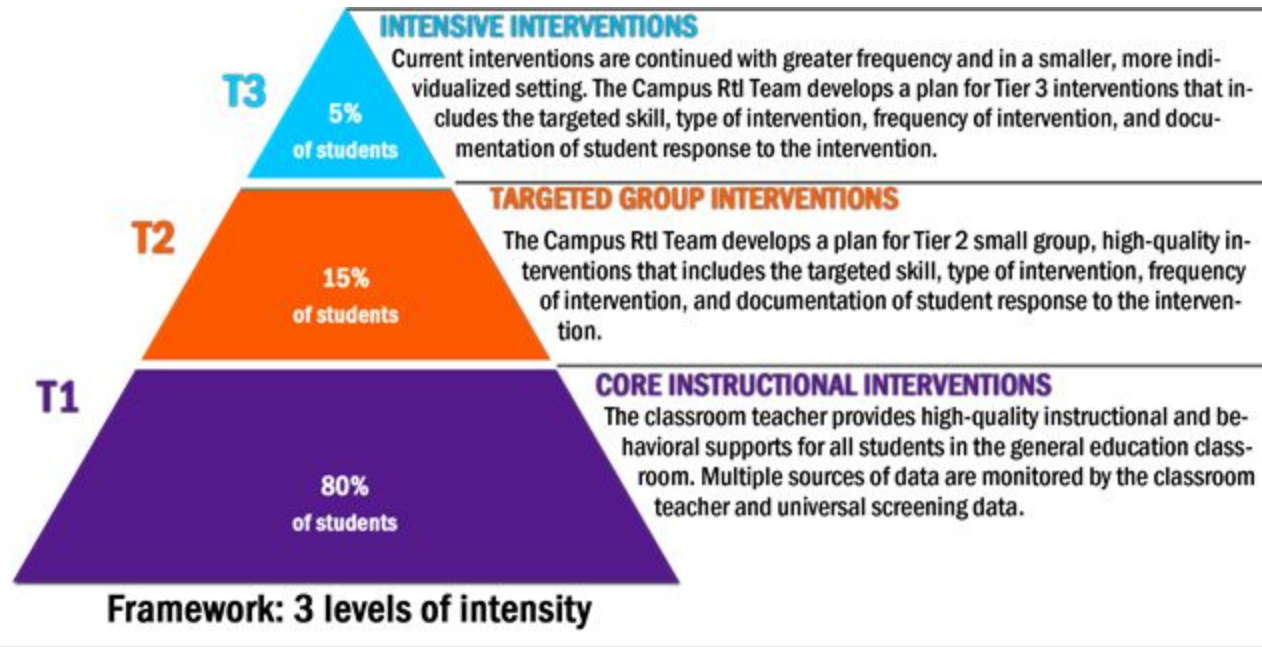 INTENSIVE INTERVENTIONS
Current interventions are continued with greater frequency and in a smaller, more indi-
vidualized setting. The Campus RtI Team develops a plan for Tier 3 interventions that in-
cludes the targeted skill, type of intervention, frequency of intervention, and docu-
mentation of student response to the intervention.
T3
5%
of students
TARGETED GROUP INTERVENTIONS
The Campus RtI Team develops a plan for Tier 2 small group, high-quality in-
terventions that includes the targeted skill, type of intervention, frequency
of intervention, and documentation of student response to the interven-
tion.
T2
15%
of students
CORE INSTRUCTIONAL INTERVENTIONS
The classroom teacher provides high-quality instructional and be-
havioral supports for all students in the general education class-
room. Multiple sources of data are monitored by the classroom
teacher and universal screening data.
T1
80%
of students
Framework: 3 levels of intensity